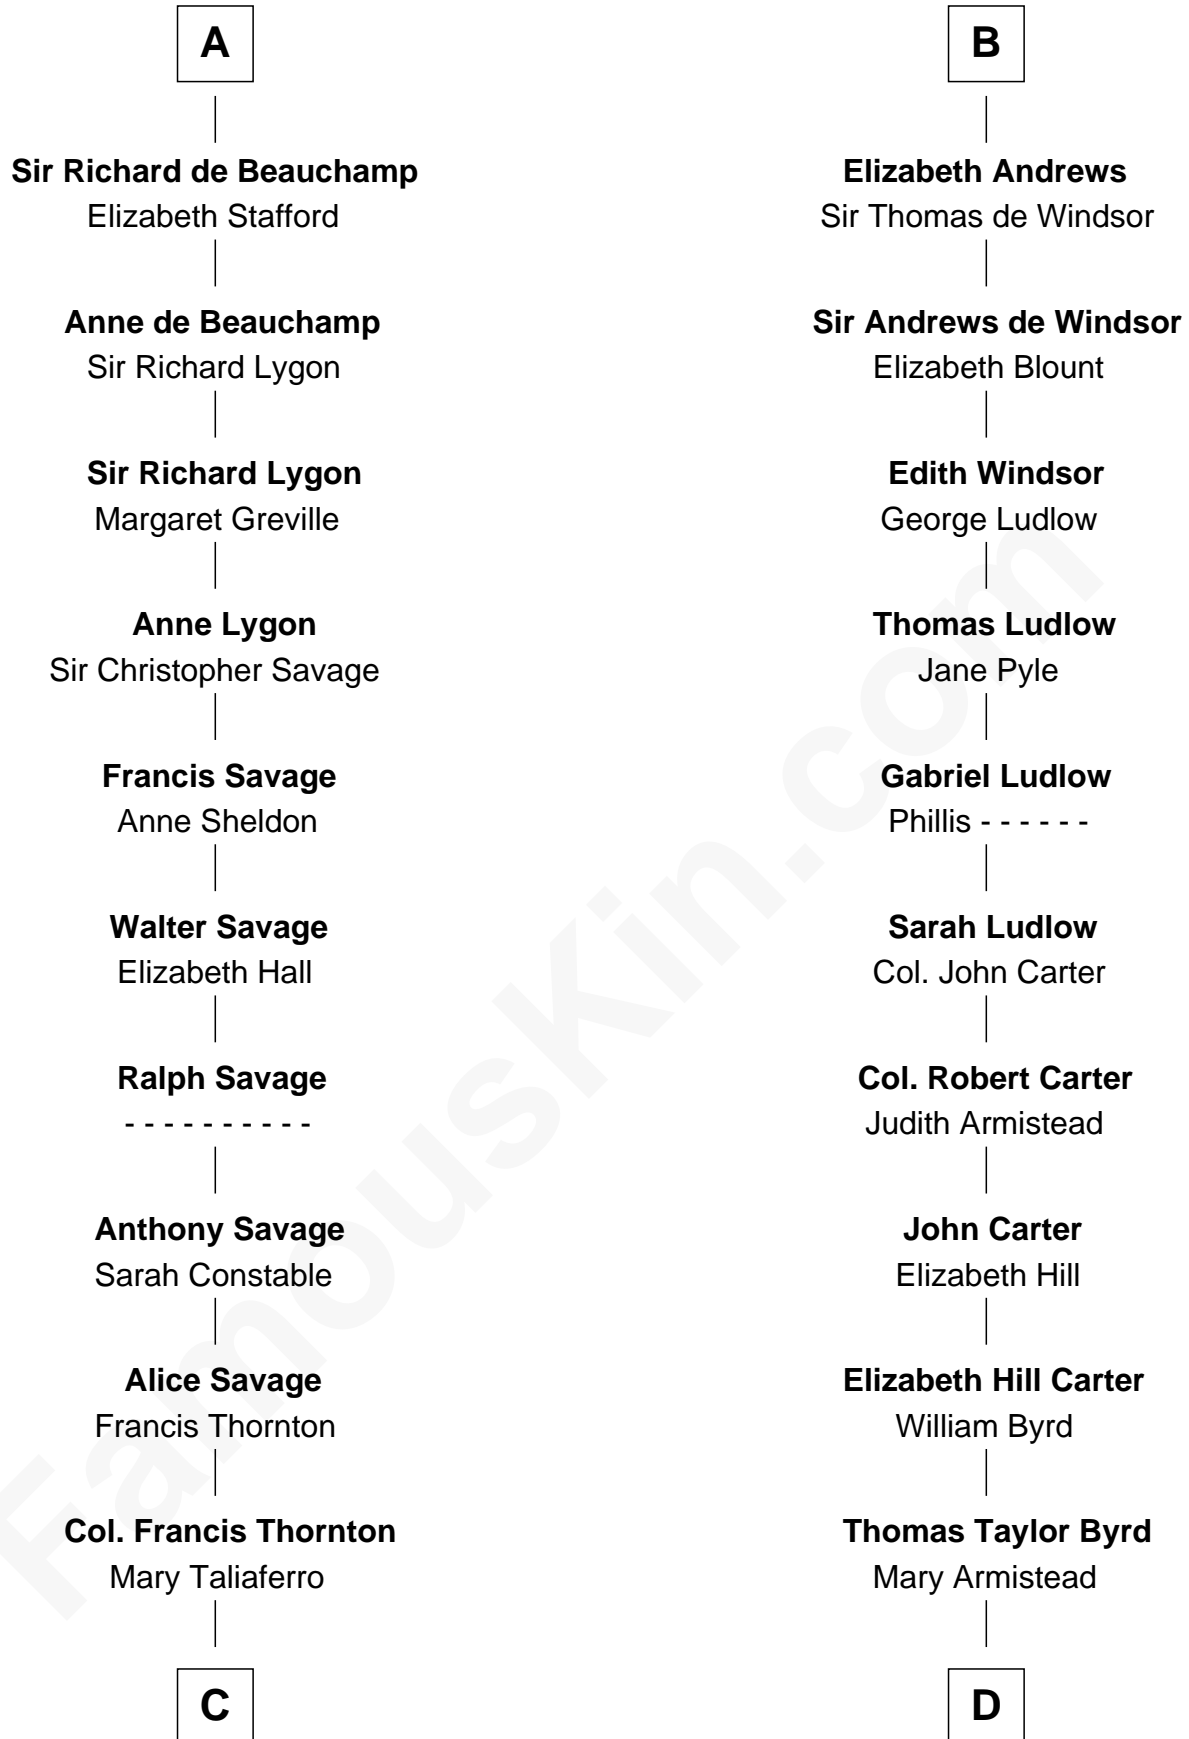 A
Sir Richard de Beauchamp
Elizabeth Stafford
Anne de Beauchamp
Sir Richard Lygon
Sir Richard Lygon
Margaret Greville
Anne Lygon
Sir Christopher Savage
Francis Savage
Anne Sheldon
Walter Savage
Elizabeth Hall
Ralph Savage
- - - - - - - - - -
Anthony Savage
Sarah Constable
Alice Savage
Francis Thornton
Col. Francis Thornton
Mary Taliaferro
C
B
Elizabeth Andrews
Sir Thomas de Windsor
Sir Andrews de Windsor
Elizabeth Blount
Edith Windsor
George Ludlow
Thomas Ludlow
Jane Pyle
Gabriel Ludlow
Phillis - - - - - -
Sarah Ludlow
Col. John Carter
Col. Robert Carter
Judith Armistead
John Carter
Elizabeth Hill
Elizabeth Hill Carter
William Byrd
Thomas Taylor Byrd
Mary Armistead
D
FamousKin.com